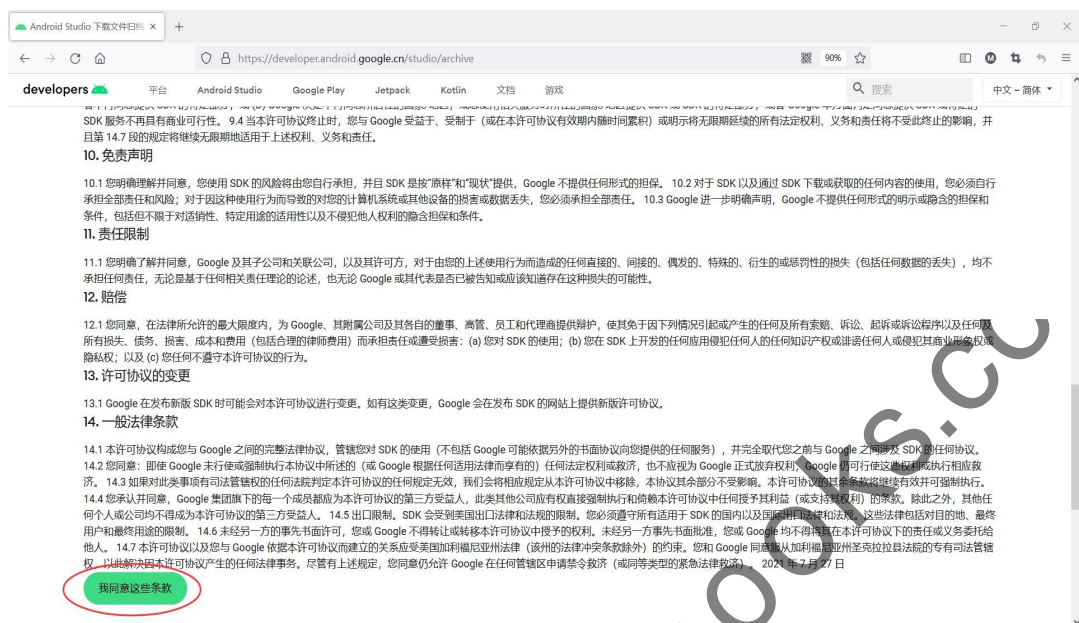 Android Studio 下载文件归档
https://developer.android.google.cn/studio/archive
90%
developers
平台 Android Studio Google Play Jetpack Kotlin 文档 游戏
搜索
中文 – 简体
SDK 服务不再具有商业可行性。 9.4 当本许可协议终止时，您与 Google 受益于、受制于（或在本许可协议有效期内随时间累积）或明示将无限期延续的所有法定权利、义务和责任将不受此终止的影响，并
且第 14.7 段的规定将继续无限期地适用于上述权利、义务和责任。
10. 免责声明
10.1 您明确理解并同意，您使用 SDK 的风险将由您自行承担，并且 SDK 是按“原样”和“现状”提供，Google 不提供任何形式的担保。 10.2 对于 SDK 以及通过 SDK 下载或获取的任何内容的使用，您必须自行
承担全部责任和风险；对于因这种使用行为而导致的对您的计算机系统或其他设备的损害或数据丢失，您必须承担全部责任。 10.3 Google 进一步明确声明，Google 不提供任何形式的明示或隐含的担保和
条件，包括但不限于对适销性、特定用途的适用性以及不侵犯他人权利的隐含担保和条件。
11. 责任限制
11.1 您明确了解并同意，Google 及其子公司和关联公司，以及其许可方，对于由您的上述使用行为而造成的任何直接的、间接的、偶发的、特殊的、衍生的或惩罚性的损失（包括任何数据的丢失），均不
承担任何责任，无论是基于任何相关责任理论的论述，也无论 Google 或其代表是否已被告知或应该知道存在这种损失的可能性。
12. 赔偿
12.1 您同意，在法律所允许的最大限度内，为 Google、其附属公司及其各自的董事、高管、员工和代理商提供辩护，使其免于因下列情况引起或产生的任何及所有索赔、诉讼、起诉或诉讼程序以及任何及
所有损失、债务、损害、成本和费用（包括合理的律师费用）而承担责任或遭受损害：(a) 您对 SDK 的使用；(b) 您在 SDK 上开发的任何应用侵犯任何人的任何知识产权或诽谤任何人或侵犯其商业形象权或
隐私权；以及 (c) 您任何不遵守本许可协议的行为。
13. 许可协议的变更
13.1 Google 在发布新版 SDK 时可能会对本许可协议进行变更。如有这类变更，Google 会在发布 SDK 的网站上提供新版许可协议。
14. 一般法律条款
14.1 本许可协议构成您与 Google 之间的完整法律协议，管辖您对 SDK 的使用（不包括 Google 可能依据另外的书面协议向您提供的任何服务），并完全取代您之前与 Google 之间涉及 SDK 的任何协议。
14.2 您同意：即使 Google 未行使或强制执行本协议中所述的（或 Google 根据任何适用法律而享有的）任何法定权利或救济，也不应视为 Google 正式放弃权利，Google 仍可行使这些权利或执行相应救
济。 14.3 如果对此类事项有司法管辖权的任何法院判定本许可协议的任何规定无效，我们会将相应规定从本许可协议中移除，本协议其余部分不受影响。本许可协议的其余条款将继续有效并可强制执行。
14.4 您承认并同意，Google 集团旗下的每一个成员都应为本许可协议的第三方受益人，此类其他公司应有权直接强制执行和倚赖本许可协议中任何授予其利益（或支持其权利）的条款。除此之外，其他任
何个人或公司均不得成为本许可协议的第三方受益人。 14.5 出口限制。SDK 会受到美国出口法律和法规的限制。您必须遵守所有适用于 SDK 的国内以及国际出口法律和法规。这些法律包括对目的地、最终
用户和最终用途的限制。 14.6 未经另一方的事先书面许可，您或 Google 不得转让或转移本许可协议中授予的权利。未经另一方事先书面批准，您或 Google 均不得将其在本许可协议下的责任或义务委托给
他人。 14.7 本许可协议以及您与 Google 依据本许可协议而建立的关系应受美国加利福尼亚州法律（该州的法律冲突条款除外）的约束。您和 Google 同意服从加利福尼亚州圣克拉拉县法院的专有司法管辖
权，以此解决因本许可协议产生的任何法律事务。尽管有上述规定，您同意仍允许 Google 在任何管辖区申请禁令救济（或同等类型的紧急法律救济）。 2021 年 7 月 27 日
我同意这些条款
ooks.cc